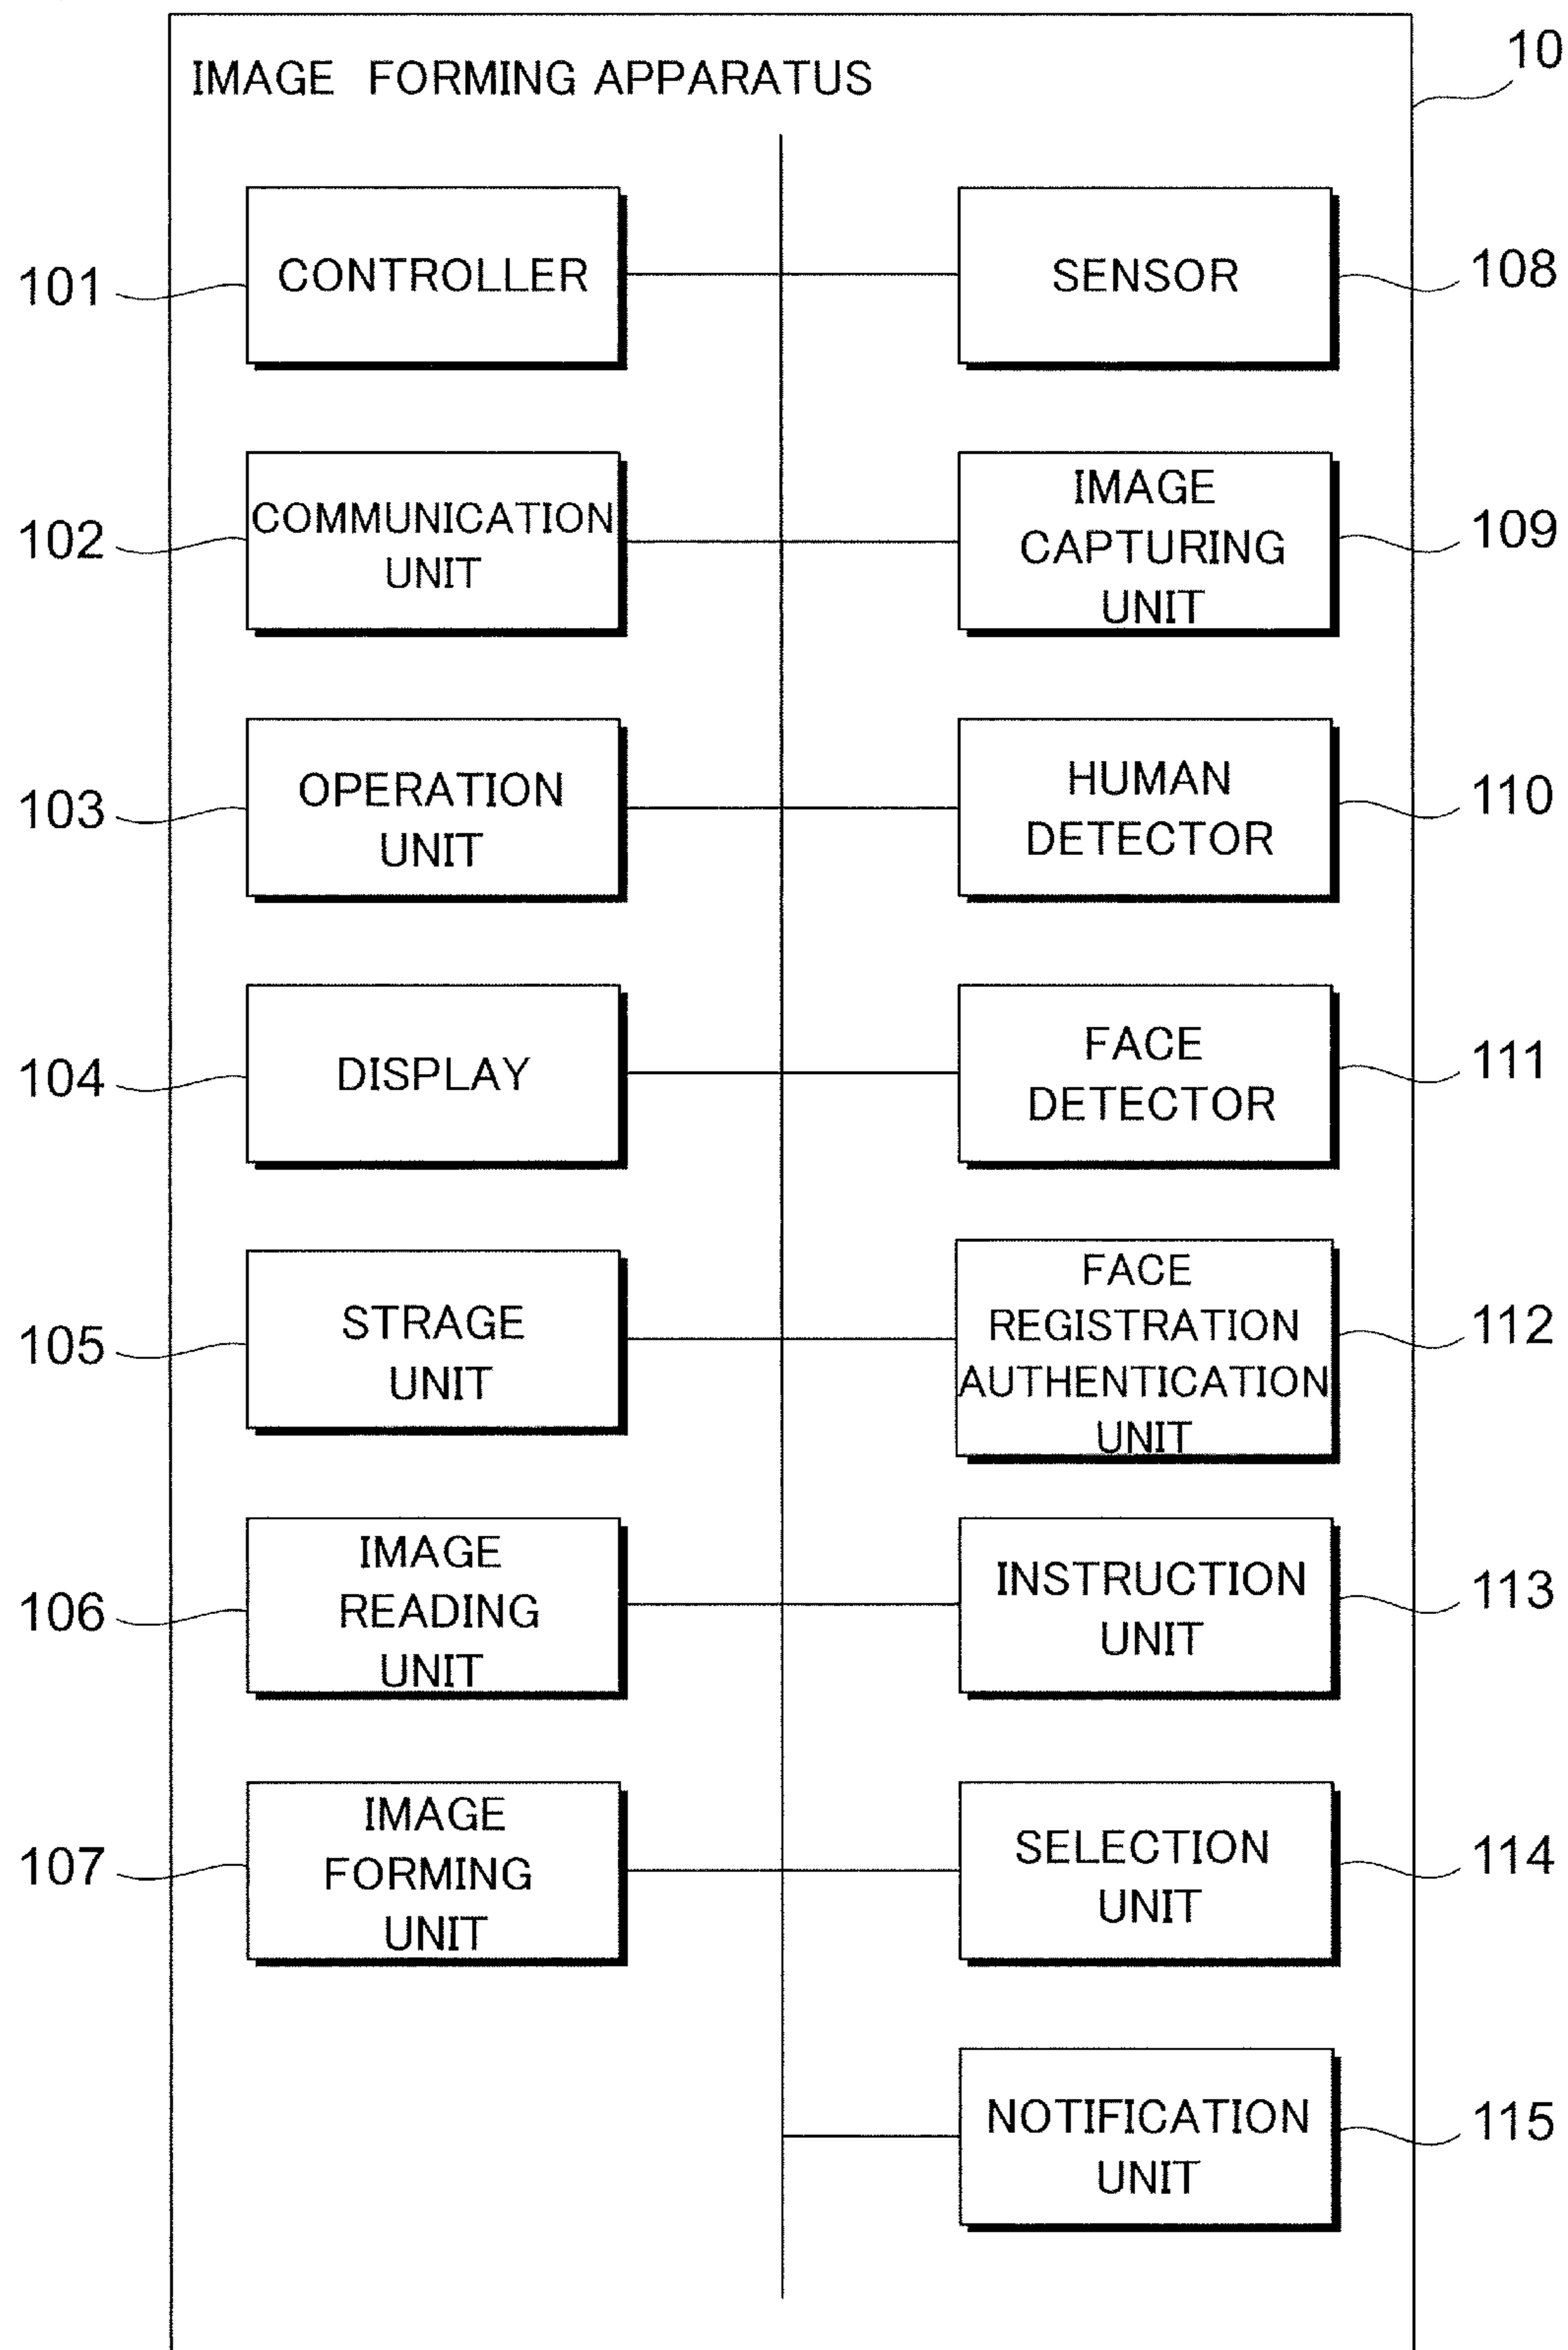 10
IMAGE FORMING APPARATUS
101
CONTROLLER
SENSOR
108
102
COMMUNICATION
UNIT
IMAGE
CAPTURING
UNIT
109
103
OPERATION
UNIT
HUMAN
DETECTOR
110
104
DISPLAY
FACE
DETECTOR
111
105
STRAGE
UNIT
FACE
REGISTRATION
AUTHENTICATION
UNIT
112
106
IMAGE
READING
UNIT
INSTRUCTION
UNIT
113
107
IMAGE
FORMING
UNIT
SELECTION
UNIT
114
NOTIFICATION
UNIT
115